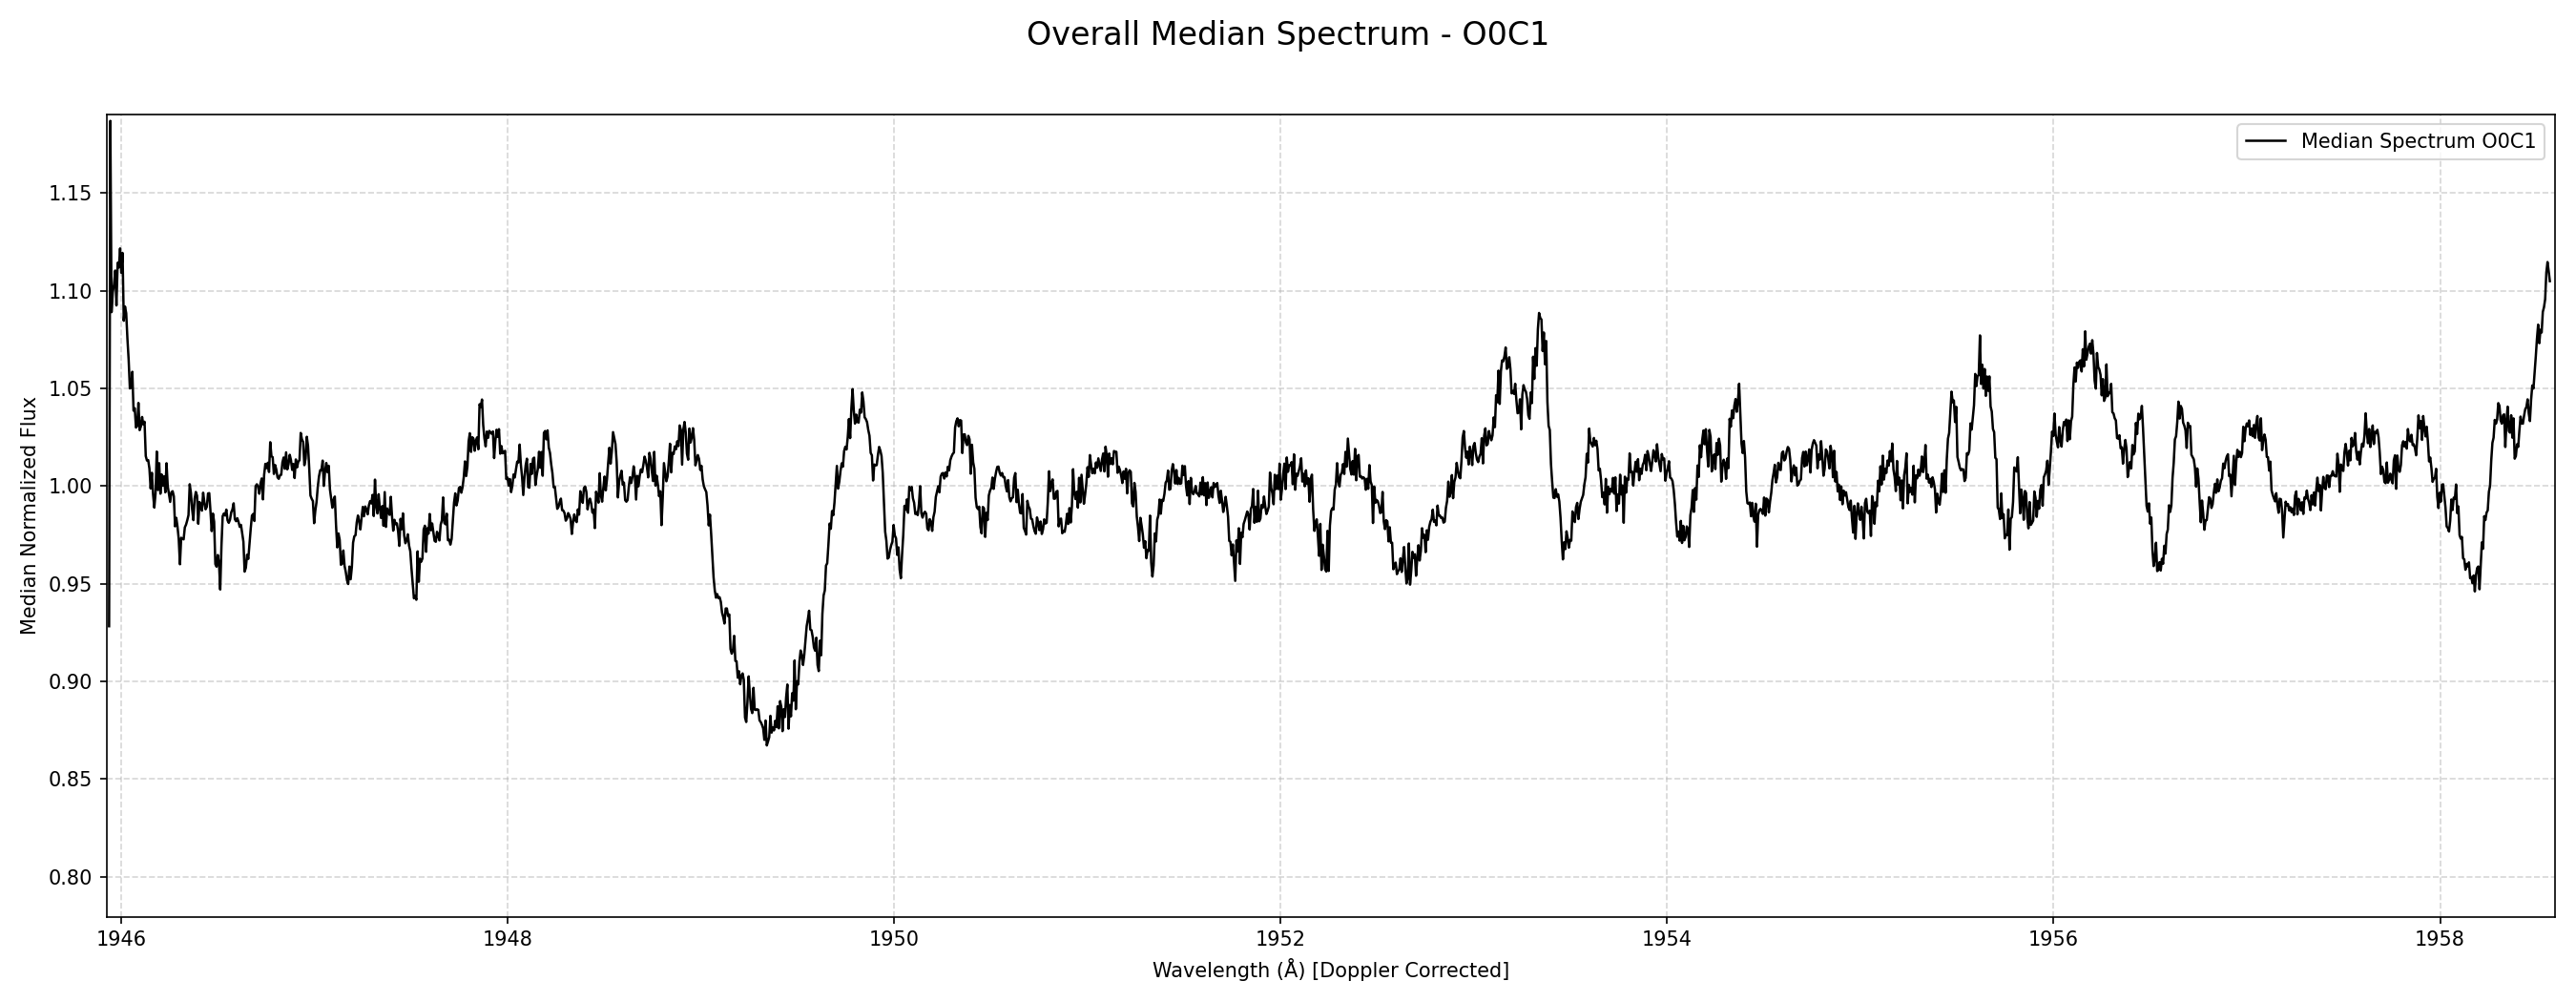 Overall Median Spectrum - O0C1
Median Spectrum O0C1
Median Normalized Flux
1.15
1.10
1.05
1.00
0.95
0.90
0.85
0.80
1946 1948 1950 1952 1954 1956 1958
Wavelength (Å) [Doppler Corrected]